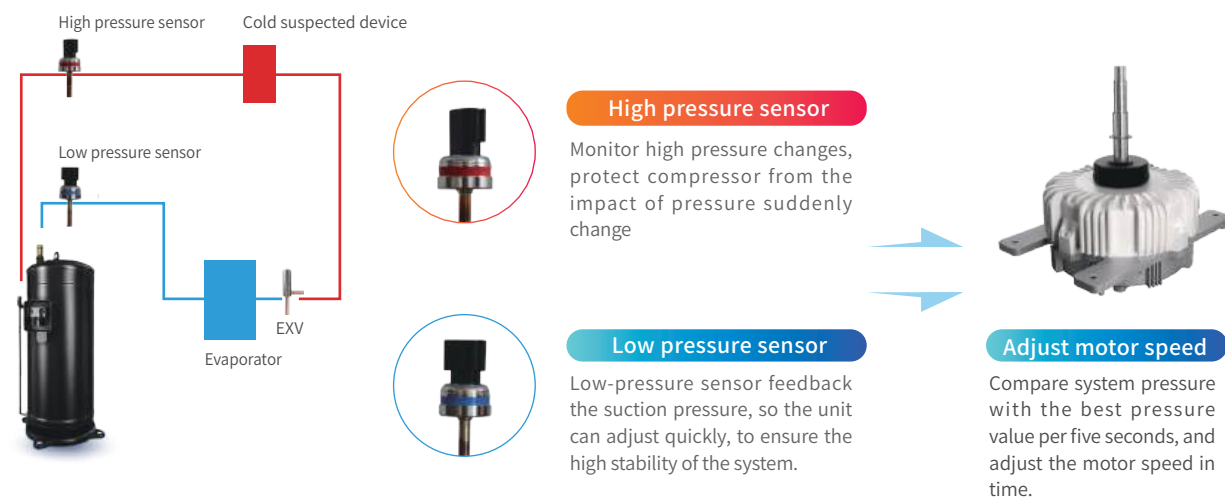 High pressure sensor
Cold suspected device
Low pressure sensor
EXV
Evaporator
High pressure sensor
Monitor high pressure changes,
protect compressor from the
impact of pressure suddenly
change
Low pressure sensor
Low-pressure sensor feedback
the suction pressure, so the unit
can adjust quickly, to ensure the
high stability of the system.
Adjust motor speed
Compare system pressure
with the best pressure
value per five seconds, and
adjust the motor speed in
time.